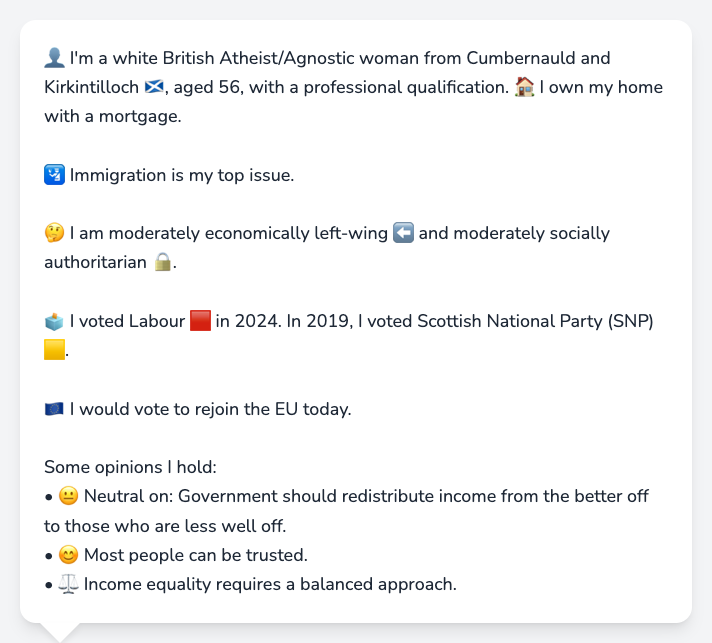 👤 I'm a white British Atheist/Agnostic woman from Cumbernauld and
Kirkintilloch 🏴󠁧󠁢󠁳󠁣󠁴󠁿, aged 56, with a professional qualification. 🏠 I own my home
with a mortgage.
🛂 Immigration is my top issue.
🤔 I am moderately economically left-wing ⬅️ and moderately socially
authoritarian 🔒.
🗳️ I voted Labour 🟥 in 2024. In 2019, I voted Scottish National Party (SNP)
🟨.
🇪🇺 I would vote to rejoin the EU today.
Some opinions I hold:
• 😐 Neutral on: Government should redistribute income from the better off
to those who are less well off.
• 😊 Most people can be trusted.
• ⚖️ Income equality requires a balanced approach.